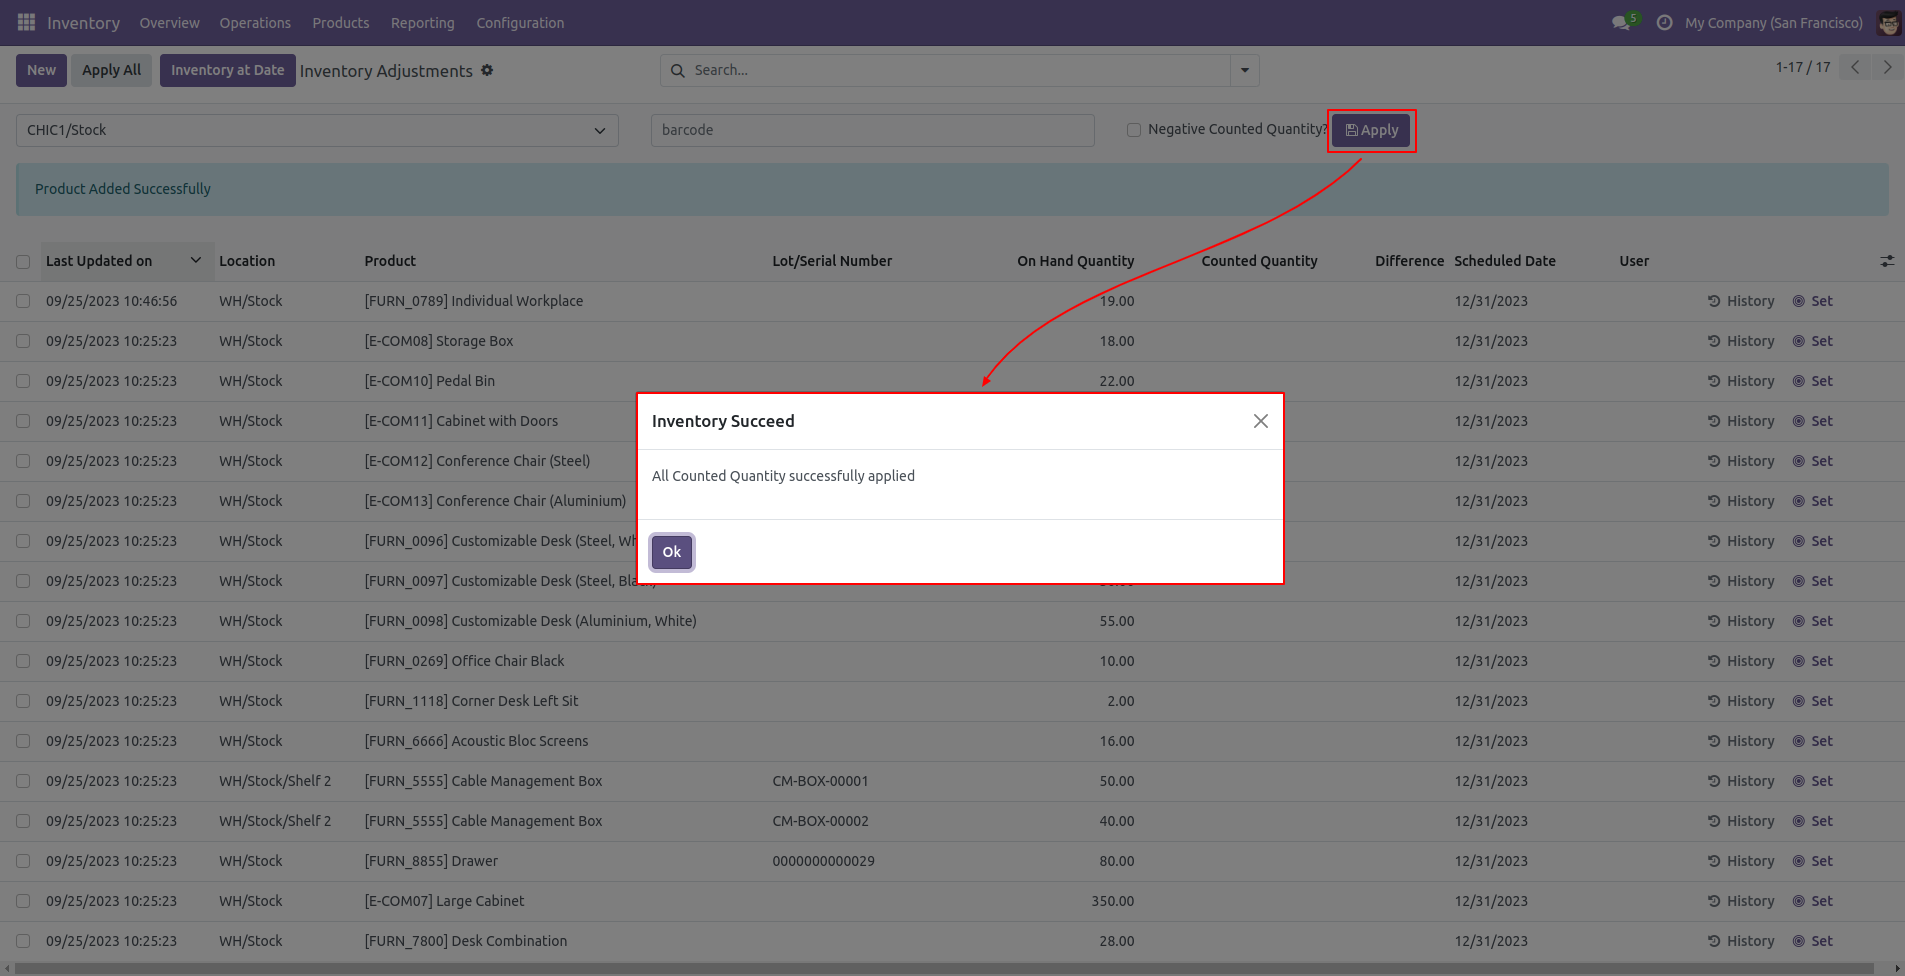 Inventory Overview Operations Products Reporting Configuration 5 My Company (San Francisco)
New Apply All Inventory at Date Inventory Adjustments Search... 1-17 / 17
CHIC1/Stock barcode Negative Counted Quantity? Apply
Product Added Successfully
Last Updated on Location Product Lot/Serial Number On Hand Quantity Counted Quantity Difference Scheduled Date User
09/25/2023 10:46:56 WH/Stock [FURN_0789] Individual Workplace 19.00 12/31/2023 History Set
09/25/2023 10:25:23 WH/Stock [E-COM08] Storage Box 18.00 12/31/2023 History Set
09/25/2023 10:25:23 WH/Stock [E-COM10] Pedal Bin 22.00 12/31/2023 History Set
09/25/2023 10:25:23 WH/Stock [E-COM11] Cabinet with Doors 12/31/2023 History Set
09/25/2023 10:25:23 WH/Stock [E-COM12] Conference Chair (Steel) 12/31/2023 History Set
09/25/2023 10:25:23 WH/Stock [E-COM13] Conference Chair (Aluminium) 12/31/2023 History Set
09/25/2023 10:25:23 WH/Stock [FURN_0096] Customizable Desk (Steel, 12/31/2023 History Set
09/25/2023 10:25:23 WH/Stock [FURN_0097] Customizable Desk (Steel, 12/31/2023 History Set
09/25/2023 10:25:23 WH/Stock [FURN_0098] Customizable Desk (Aluminium, White) 55.00 12/31/2023 History Set
09/25/2023 10:25:23 WH/Stock [FURN_0269] Office Chair Black 10.00 12/31/2023 History Set
09/25/2023 10:25:23 WH/Stock [FURN_1118] Corner Desk Left Sit 2.00 12/31/2023 History Set
09/25/2023 10:25:23 WH/Stock [FURN_6666] Acoustic Bloc Screens 16.00 12/31/2023 History Set
09/25/2023 10:25:23 WH/Stock/Shelf 2 [FURN_5555] Cable Management Box CM-BOX-00001 50.00 12/31/2023 History Set
09/25/2023 10:25:23 WH/Stock/Shelf 2 [FURN_5555] Cable Management Box CM-BOX-00002 40.00 12/31/2023 History Set
09/25/2023 10:25:23 WH/Stock [FURN_8855] Drawer 0000000000029 80.00 12/31/2023 History Set
09/25/2023 10:25:23 WH/Stock [E-COM07] Large Cabinet 350.00 12/31/2023 History Set
09/25/2023 10:25:23 WH/Stock [FURN_7800] Desk Combination 28.00 12/31/2023 History Set
Inventory Succeed
All Counted Quantity successfully applied
Ok